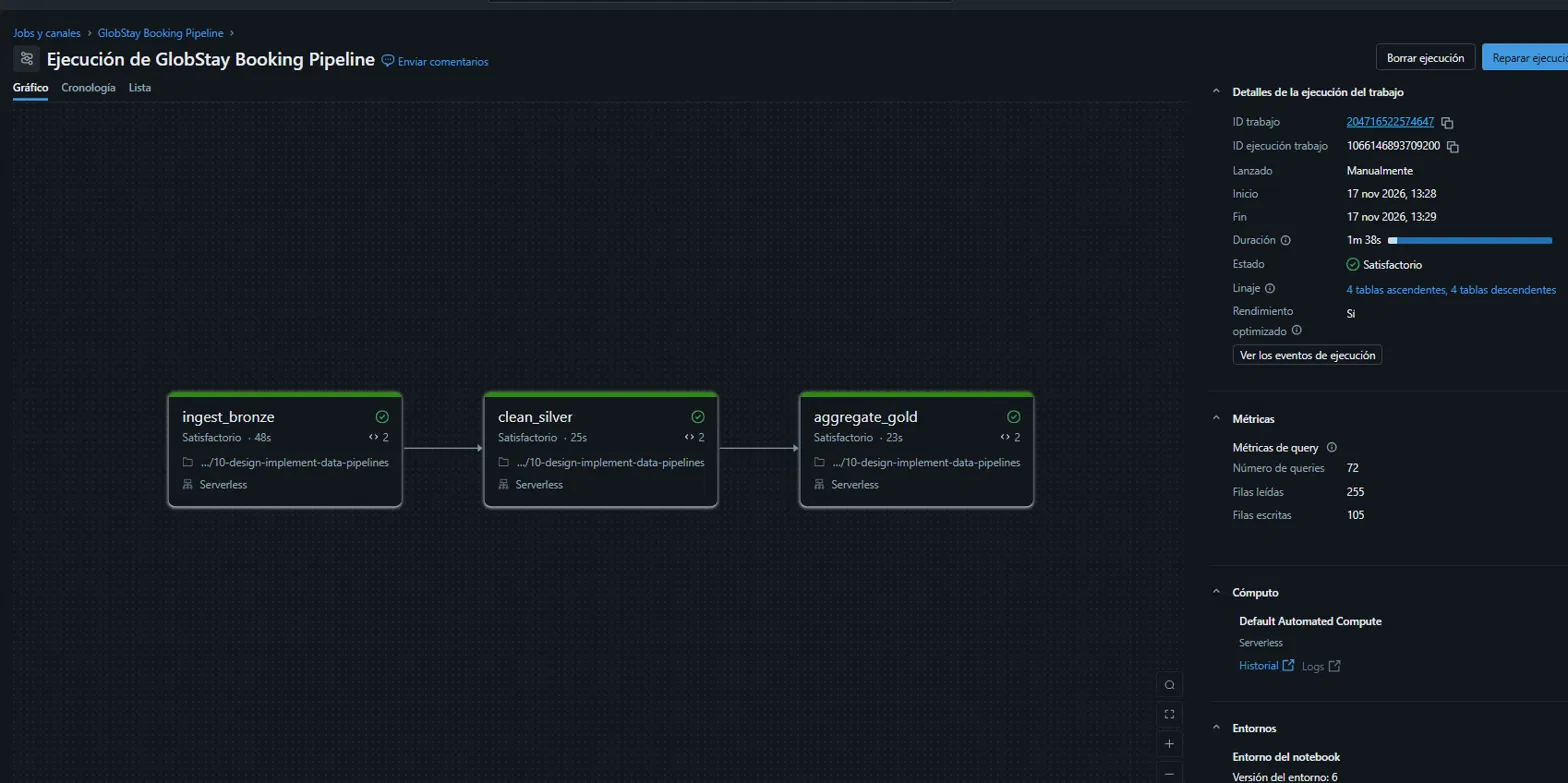 Jobs y canales › GlobStay Booking Pipeline ›
Ejecución de GlobStay Booking Pipeline Enviar comentarios
Borrar ejecución
Gráfico Cronología Lista
ingest_bronze
Satisfactorio · 48s 2
.../10-design-implement-data-pipelines
Serverless
clean_silver
Satisfactorio · 25s 2
.../10-design-implement-data-pipelines
Serverless
aggregate_gold
Satisfactorio · 23s 2
.../10-design-implement-data-pipelines
Serverless
Reparar ejecució
Detalles de la ejecución del trabajo
ID trabajo 204716522574647
ID ejecución trabajo 1066146893709200
Lanzado Manualmente
Inicio 17 nov 2026, 13:28
Fin 17 nov 2026, 13:29
Duración 1m 38s
Estado Satisfactorio
Linaje 4 tablas ascendentes, 4 tablas descendentes
Rendimiento
optimizado Si
Ver los eventos de ejecución
Métricas
Métricas de query
Número de queries 72
Filas leídas 255
Filas escritas 105
Cómputo
Default Automated Compute
Serverless
Historial Logs
Entornos
Entorno del notebook
Versión del entorno: 6